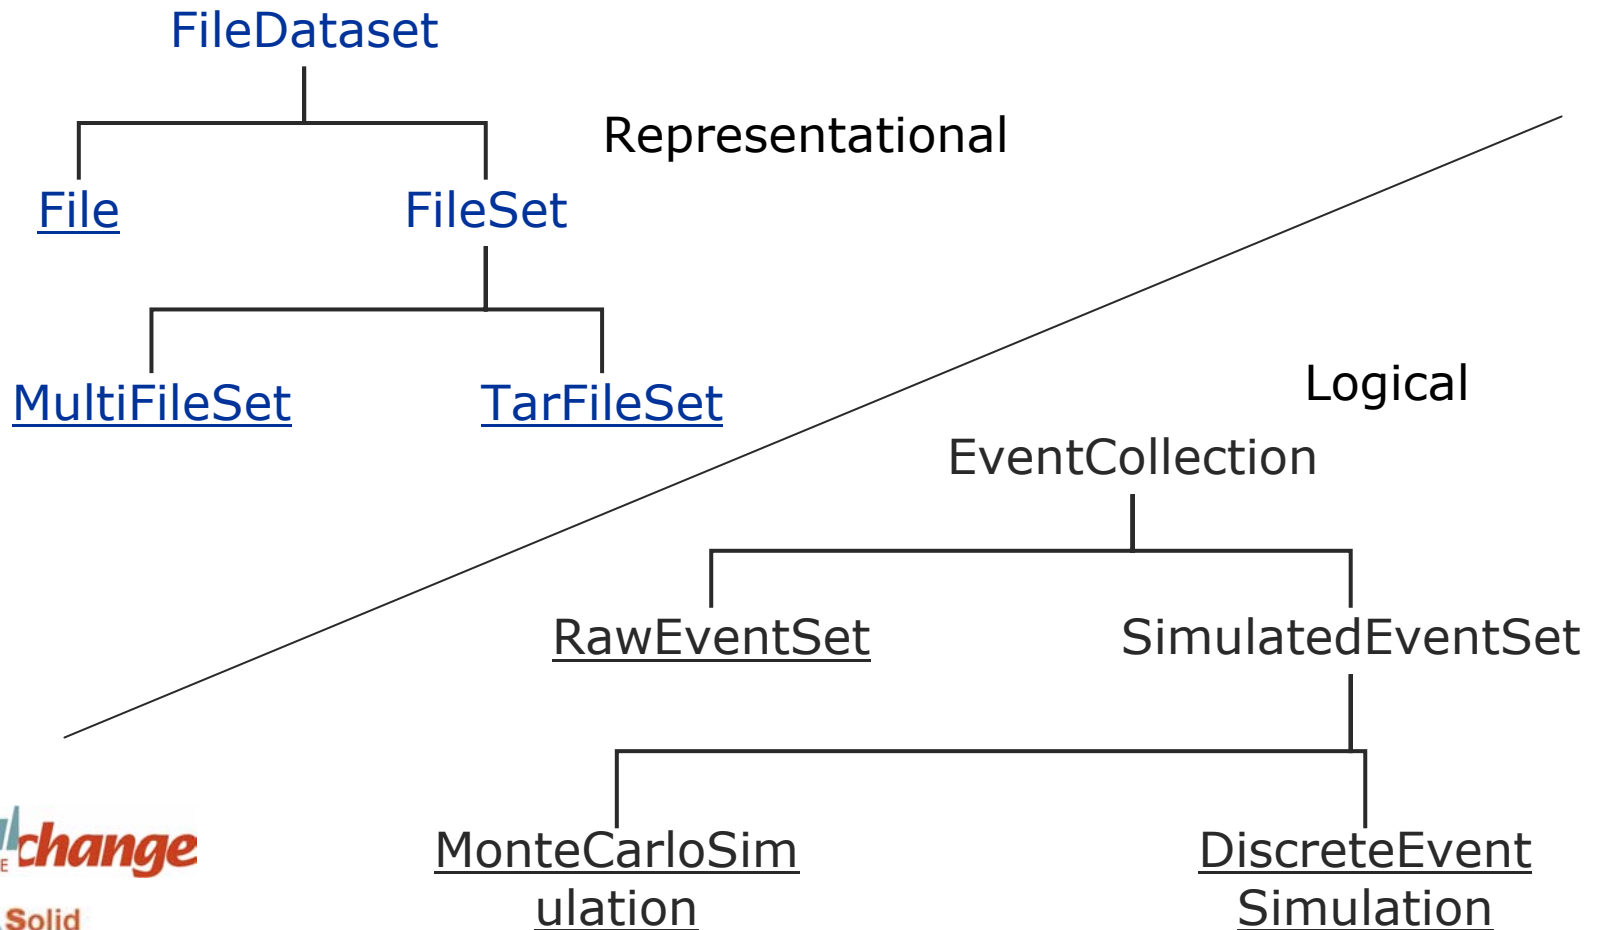 FileDataset
Representational
File
FileSet
MultiFileSet
TarFileSet
Logical
EventCollection
RawEventSet
SimulatedEventSet
MonteCarloSim
ulation
DiscreteEvent
Simulation
change
E
Solid